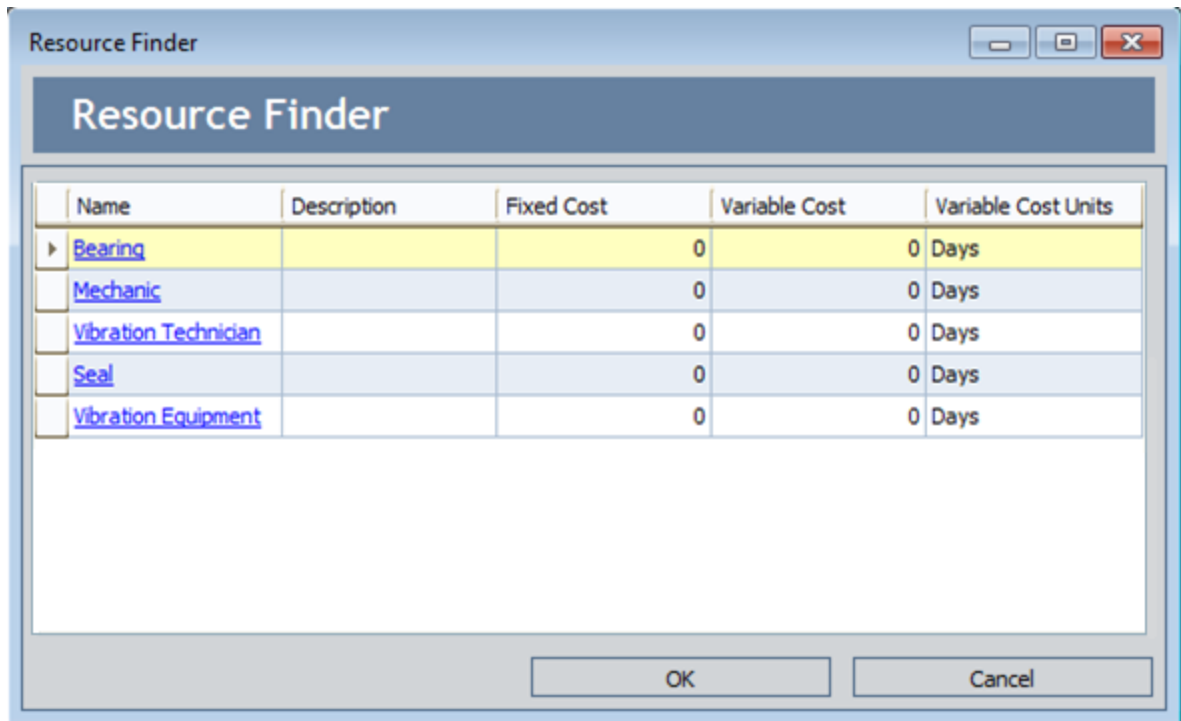 Resource Finder
Resource Finder
Name Description Fixed Cost Variable Cost Variable Cost Units
Bearing 0 0 Days
Mechanic 0 0 Days
Vibration Technician 0 0 Days
Seal 0 0 Days
Vibration Equipment 0 0 Days
OK Cancel